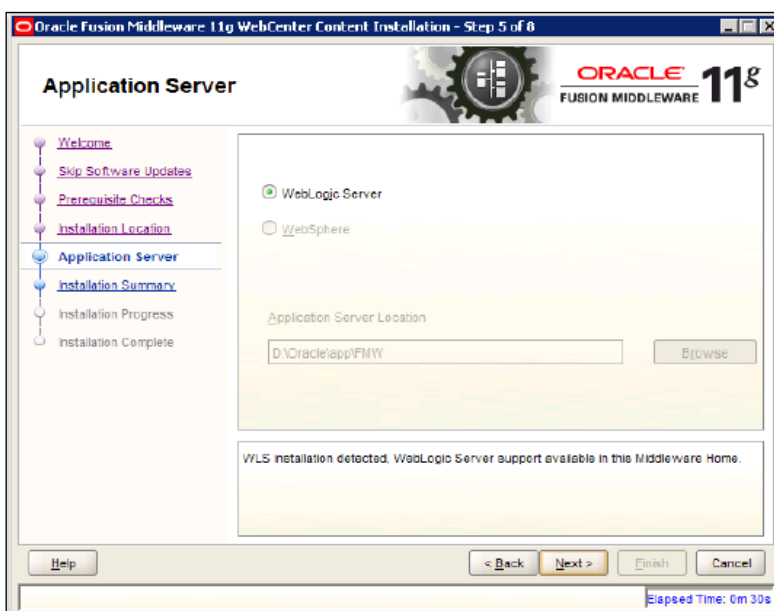 Oracle Fusion Middleware 11g WebCenter Content Installation - Step 5 of 8
Application Server
ORACLE
FUSION MIDDLEWARE
11g
Welcome
Skip Software Updates
Prerequisite Checks
Installation Location
Application Server
Installation Summary
Installation Progress
Installation Complete
WebLogic Server
WebSphere
Application Server Location
D:\Oracle\app\FMW
Browse
WLS installation detected, WebLogic Server support available in this Middleware Home.
Help
< Back
Next >
Finish
Cancel
Elapsed Time: 0m 30s